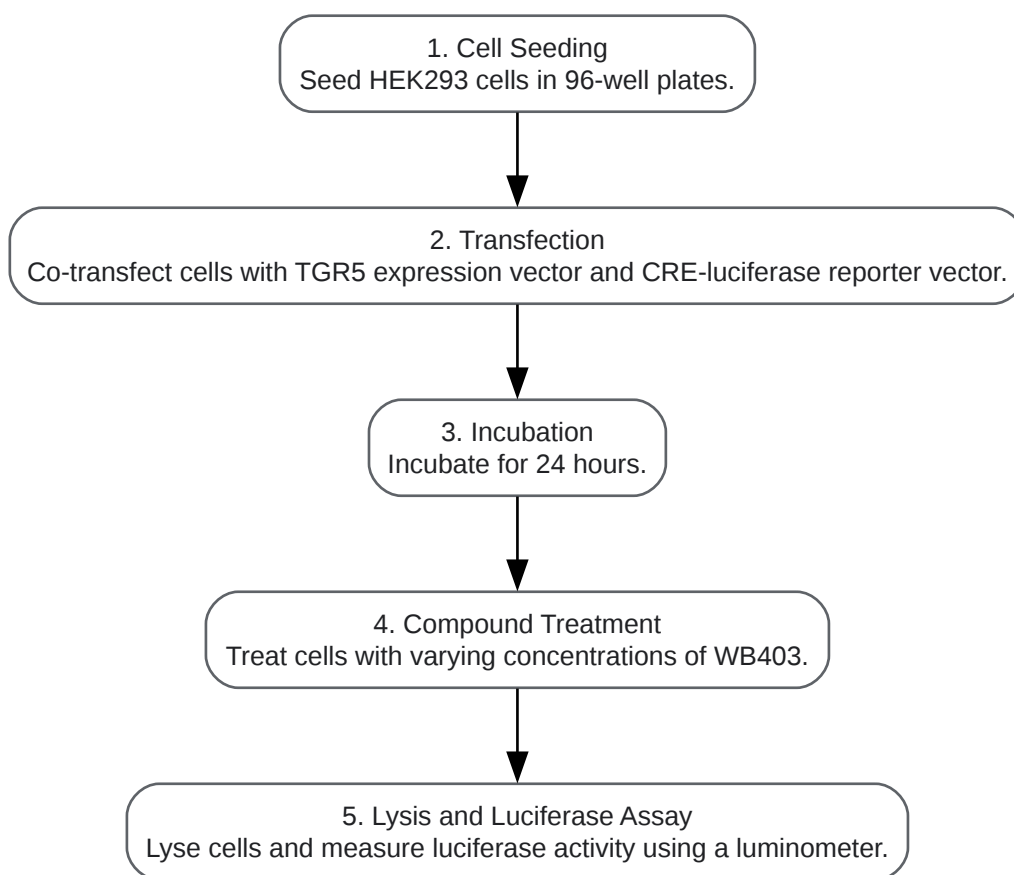 1. Cell Seeding
Seed HEK293 cells in 96-well plates.
2. Transfection
Co-transfect cells with TGR5 expression vector and CRE-luciferase reporter vector.
3. Incubation
Incubate for 24 hours.
4. Compound Treatment
Treat cells with varying concentrations of WB403.
5. Lysis and Luciferase Assay
Lyse cells and measure luciferase activity using a luminometer.